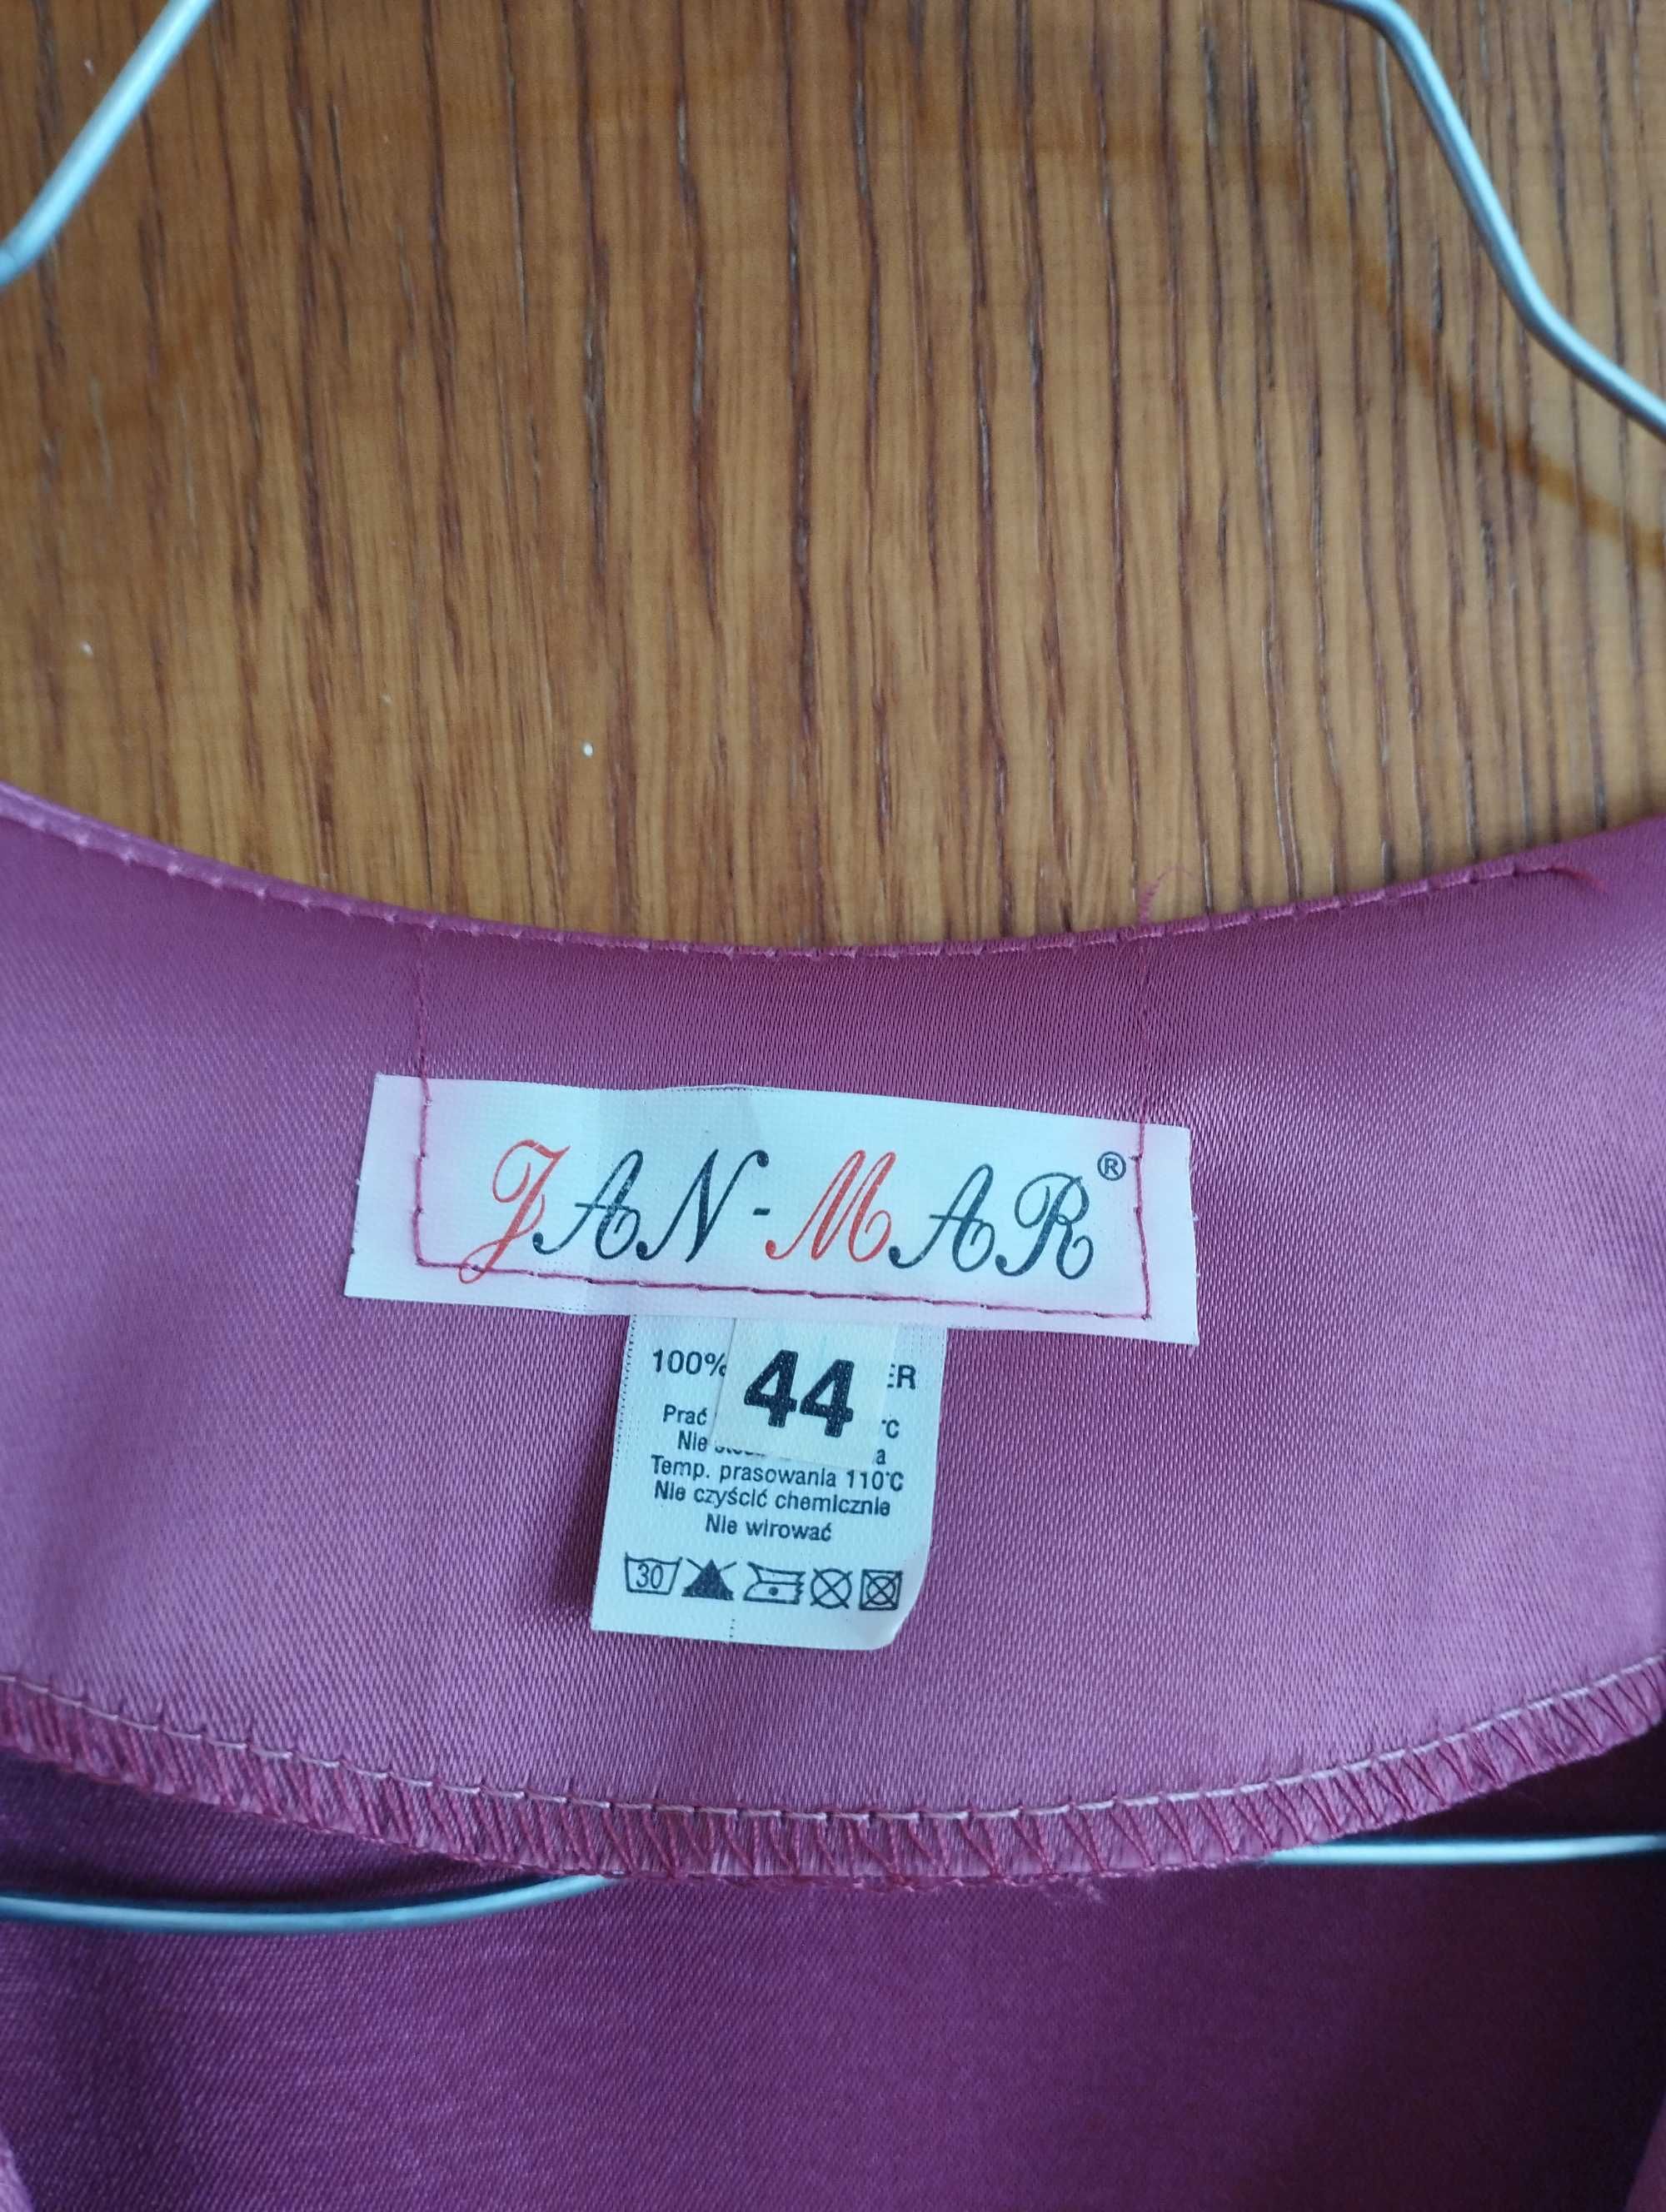 JAN-MAR®
44
100% ER
Prać °C
Nie a
Temp. prasowania 110°C
Nie czyścić chemicznie
Nie wirować
30